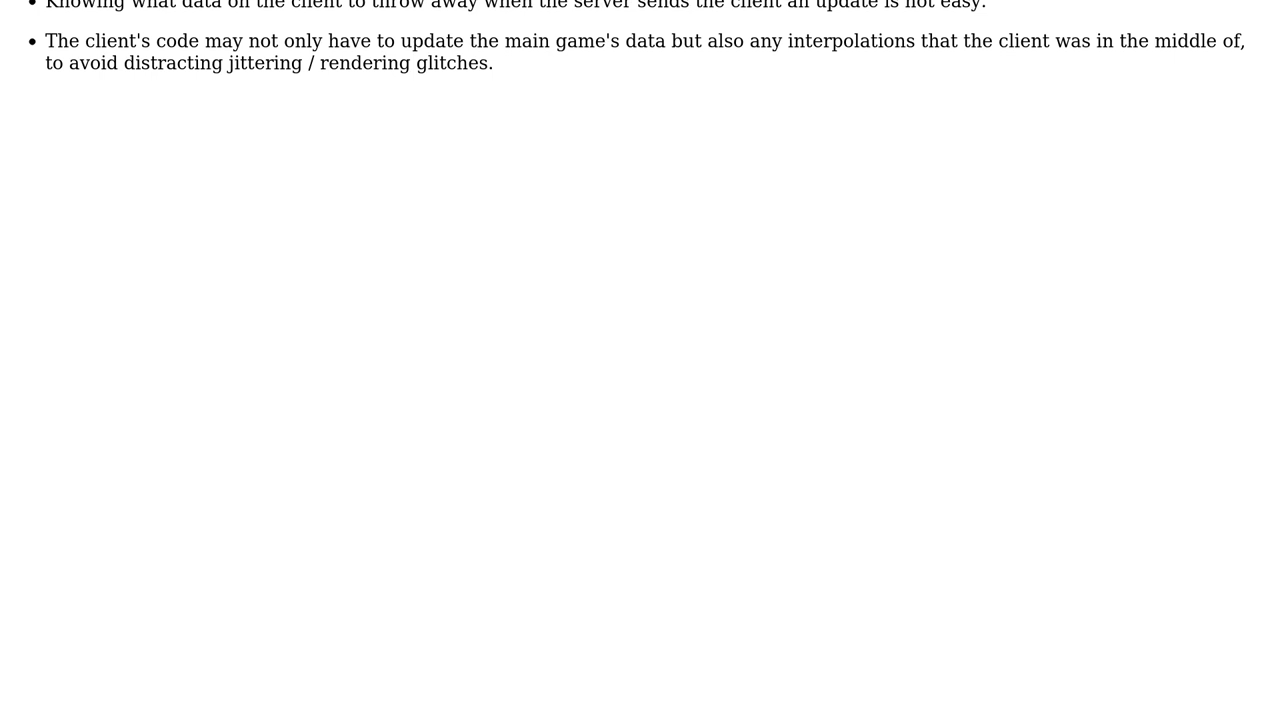 • Knowing what data on the client to throw away when the server sends the client an update is not easy.
• The client's code may not only have to update the main game's data but also any interpolations that the client was in the middle of,
to avoid distracting jittering / rendering glitches.